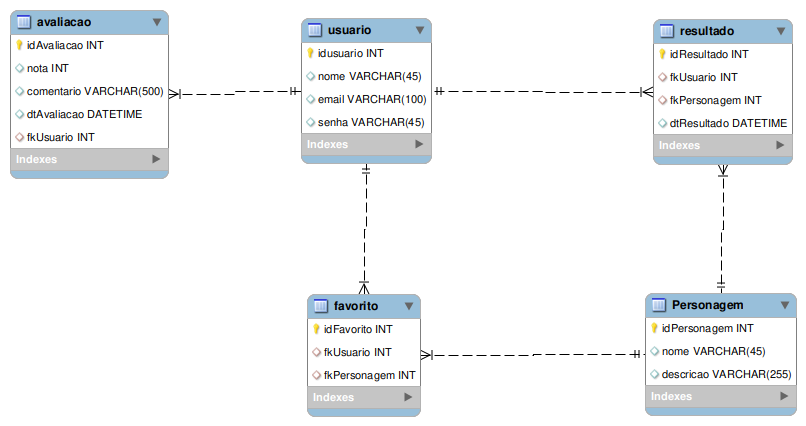 avaliacao
idAvaliacao INT
nota INT
comentario VARCHAR(500)
dtAvaliacao DATETIME
fkUsuario INT
Indexes
usuario
idusuario INT
nome VARCHAR(45)
email VARCHAR(100)
senha VARCHAR(45)
Indexes
resultado
idResultado INT
fkUsuario INT
fkPersonagem INT
dtResultado DATETIME
Indexes
favorito
idFavorito INT
fkUsuario INT
fkPersonagem INT
Indexes
Personagem
idPersonagem INT
nome VARCHAR(45)
descricao VARCHAR(255)
Indexes